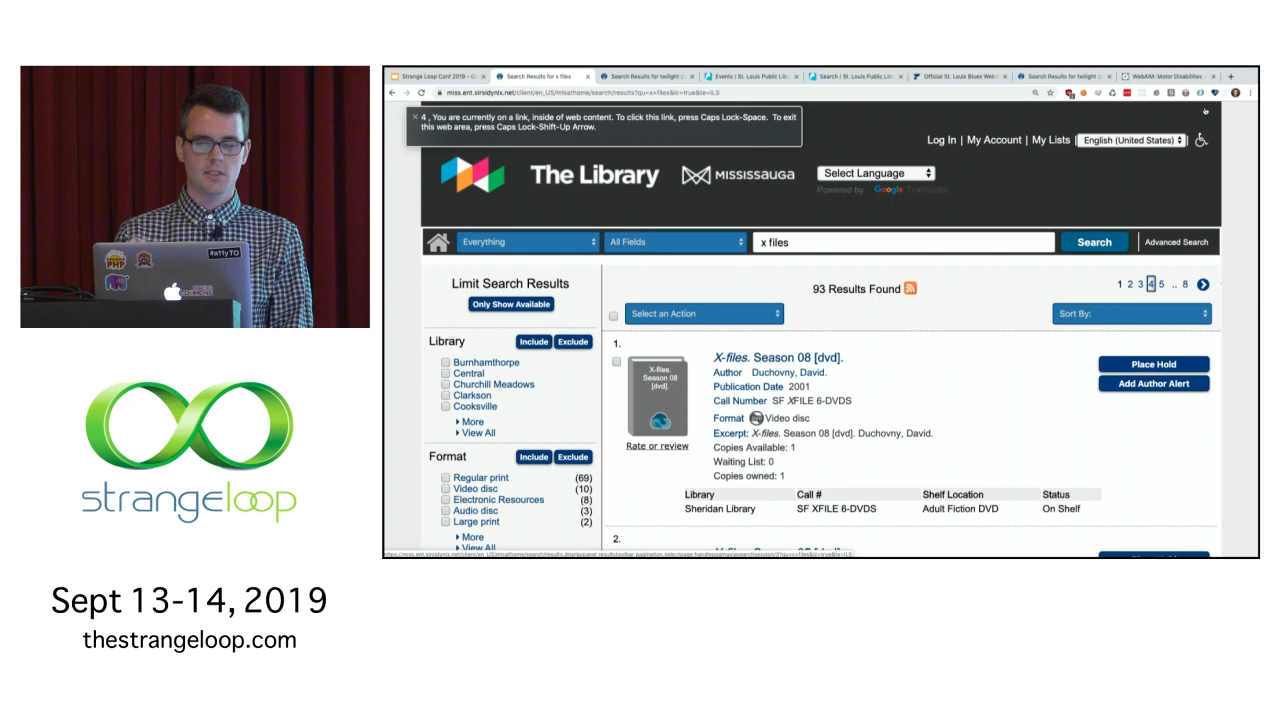 #a11yTO
PHP
strangeloop
Sept 13-14, 2019
thestrangeloop.com
Strange Loop Conf 2019 - G
Search Results for x files
Search Results for twilight
Events | St. Louis Public Lib
Search | St. Louis Public Lib
Official St. Louis Blues Webs
Search Results for twilight
WebAIM: Motor Disabilities
miss.ent.sirsidynix.net/client/en_US/mlsathome/search/results?qu=x+files&ic=true&te=ILS
4 , You are currently on a link, inside of web content. To click this link, press Caps Lock-Space. To exit
this web area, press Caps Lock-Shift-Up Arrow.
Log In | My Account | My Lists English (United States)
The Library MISSISSAUGA
Select Language
Powered by Google Translate
Everything All Fields x files Search Advanced Search
Limit Search Results
Only Show Available
93 Results Found
1 2 3 4 5 .. 8
Select an Action
Sort By:
Library Include Exclude
Burnhamthorpe
Central
Churchill Meadows
Clarkson
Cooksville
More
View All
Format Include Exclude
Regular print (69)
Video disc (10)
Electronic Resources (8)
Audio disc (3)
Large print (2)
More
View All
1.
X-files.
Season 08
[dvd].
Rate or review
X-files. Season 08 [dvd].
Author Duchovny, David.
Publication Date 2001
Call Number SF XFILE 6-DVDS
Format Video disc
Excerpt: X-files. Season 08 [dvd]. Duchovny, David.
Copies Available: 1
Waiting List: 0
Copies owned: 1
Place Hold
Add Author Alert
Library Call # Shelf Location Status
Sheridan Library SF XFILE 6-DVDS Adult Fiction DVD On Shelf
2.